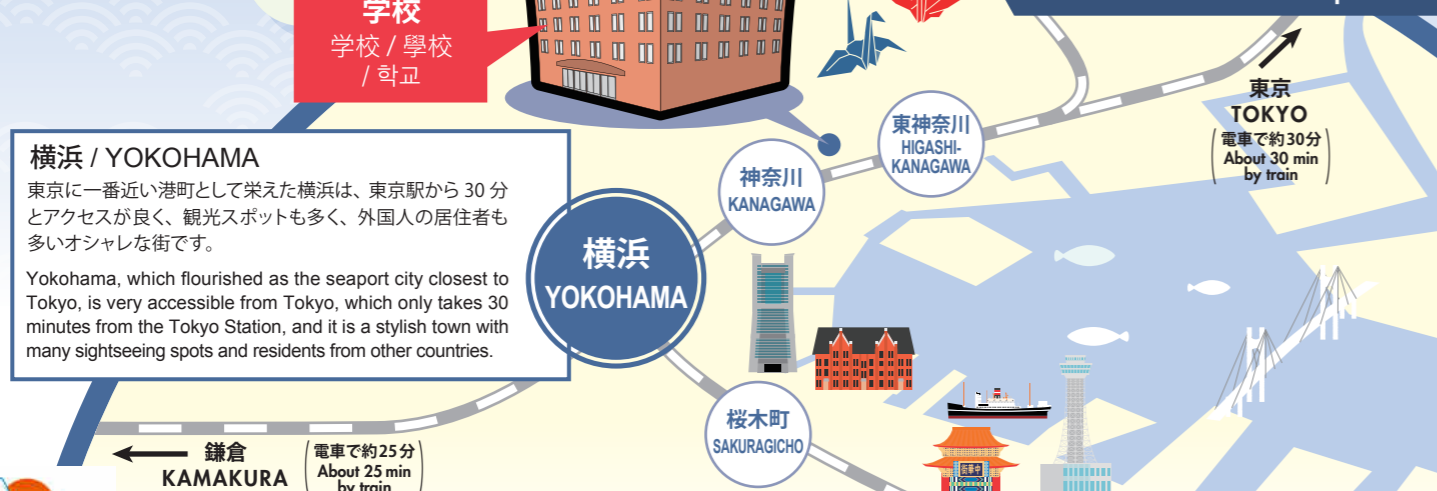 学校
学校 / 學校
/ 학교
東京
TOKYO
電車で約30分
About 30 min
by train
東神奈川
HIGASHI-
KANAGAWA
神奈川
KANAGAWA
横浜 / YOKOHAMA
東京に一番近い港町として栄えた横浜は、東京駅から 30 分
とアクセスが良く、観光スポットも多く、外国人の居住者も
多いオシャレな街です。
Yokohama, which flourished as the seaport city closest to
Tokyo, is very accessible from Tokyo, which only takes 30
minutes from the Tokyo Station, and it is a stylish town with
many sightseeing spots and residents from other countries.
横浜
YOKOHAMA
桜木町
SAKURAGICHO
鎌倉
KAMAKURA
電車で約25分
About 25 min
by train